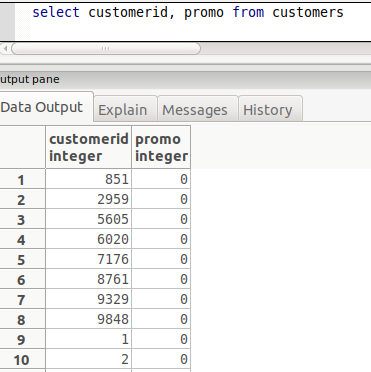 select customerid, promo from customers
utput pane
Data Output Explain Messages History
customerid promo
integer integer
1 851 0
2 2959 0
3 5605 0
4 6020 0
5 7176 0
6 8761 0
7 9329 0
8 9848 0
9 1 0
10 2 0